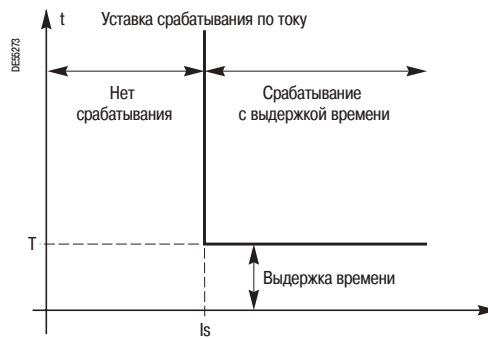 t
Уставка срабатывания по току
DE55273
Нет
срабатывания
Срабатывание
с выдержкой времени
T
Выдержка времени
Is